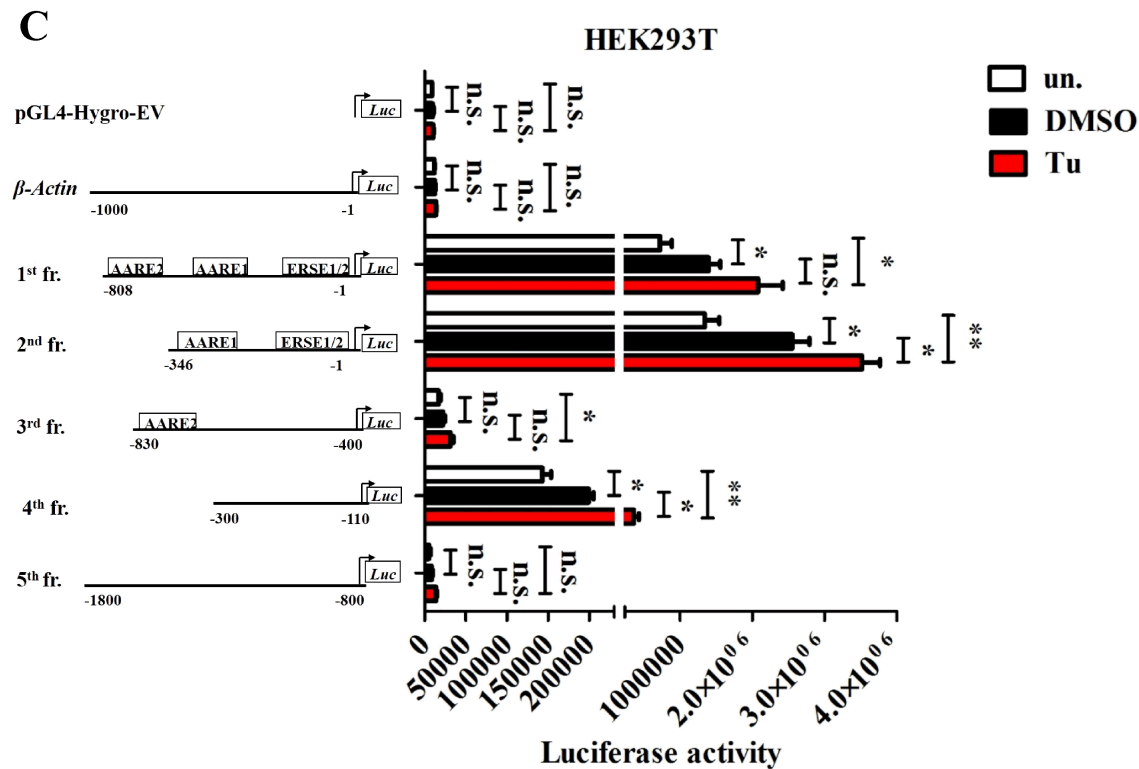 C
HEK293T
un.
DMSO
Tu
pGL4-Hygro-EV
Luc
n.s.
n.s.
n.s.
β-Actin
Luc
-1000
-1
n.s.
n.s.
n.s.
1st fr.
AARE2
AARE1
ERSE1/2
Luc
-808
-1
*
n.s.
*
2nd fr.
AARE1
ERSE1/2
Luc
-346
-1
*
*
**
3rd fr.
AARE2
Luc
-830
-400
n.s.
n.s.
*
4th fr.
Luc
-300
-110
*
*
**
5th fr.
Luc
-1800
-800
n.s.
n.s.
n.s.
0
50000
100000
150000
200000
1000000
2.0×10⁰⁶
3.0×10⁰⁶
4.0×10⁰⁶
Luciferase activity